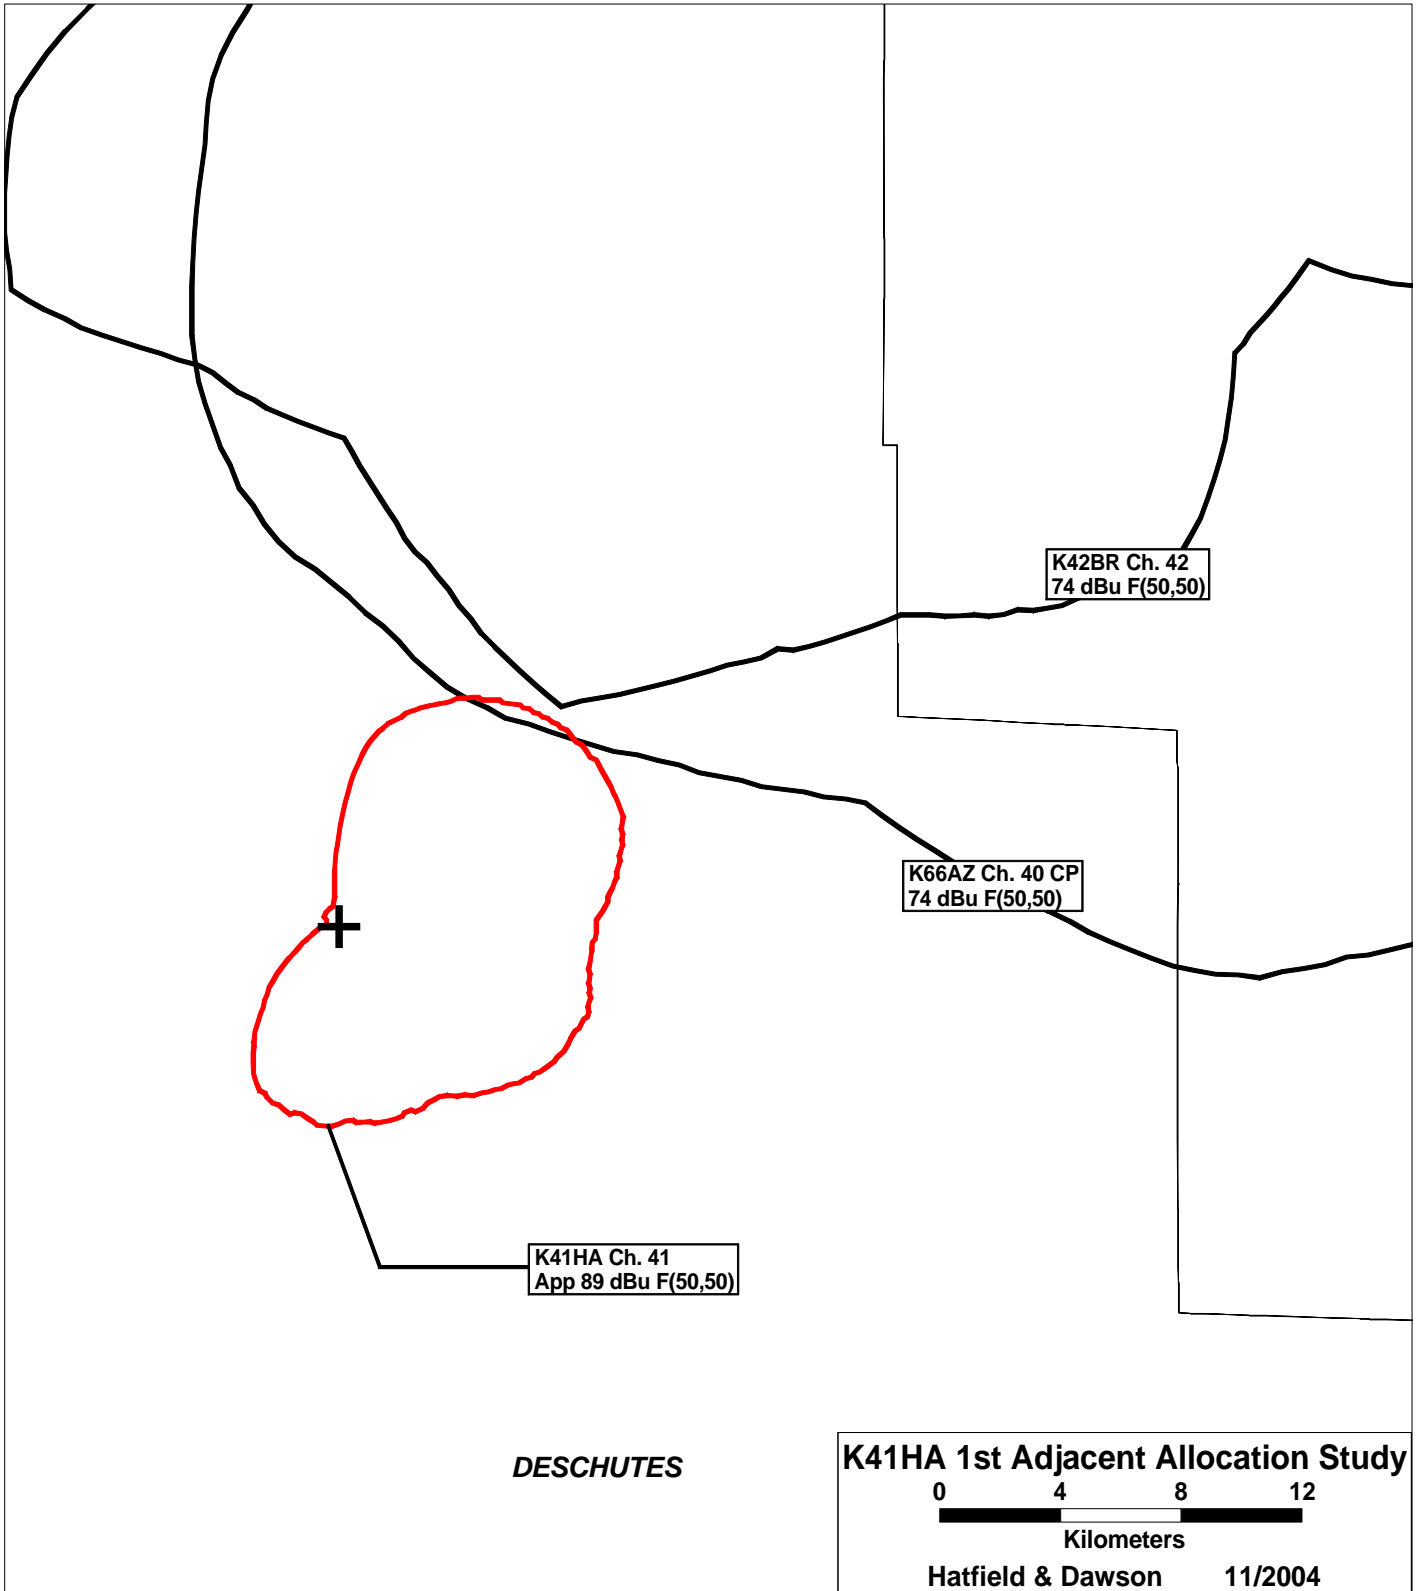 K42BR Ch. 42
74 dBu F(50,50)
K66AZ Ch. 40 CP
74 dBu F(50,50)
K41HA Ch. 41
App 89 dBu F(50,50)
DESCHUTES
K41HA 1st Adjacent Allocation Study
0 4 8 12
Kilometers
Hatfield & Dawson 11/2004